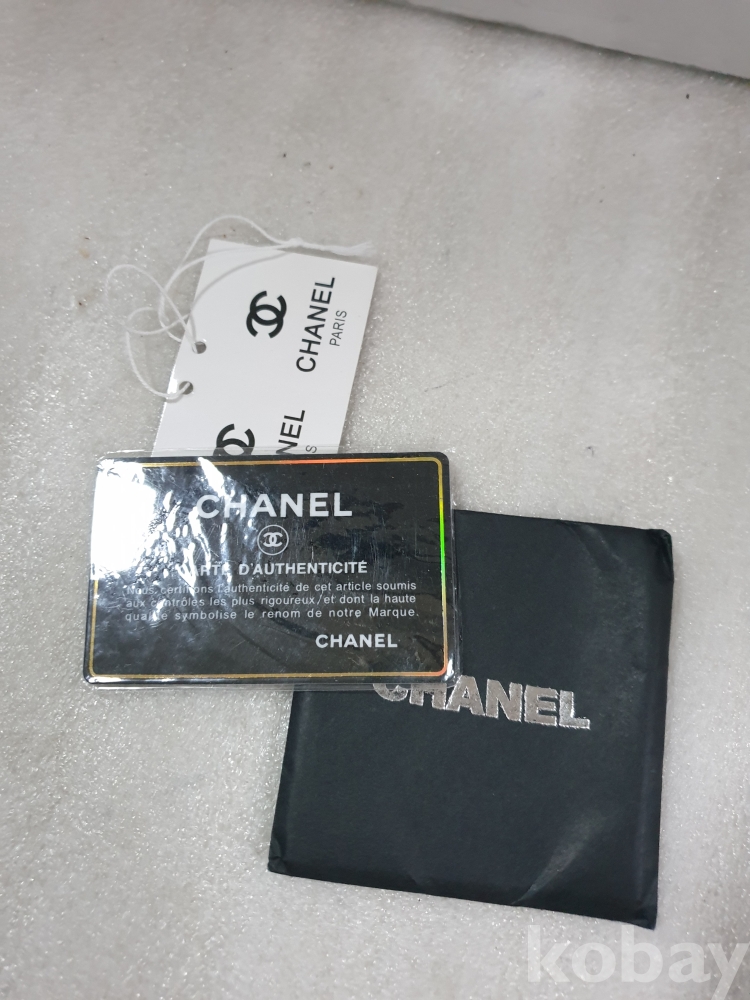 CHANEL
PARIS
NEL
S
CHANEL
CARTE D'AUTHENTICITÉ
Nous certifions l'authenticité de cet article soumis
aux contrôles les plus rigoureux/et dont la haute
qualité symbolise le renom de notre Marque.
CHANEL
CHANEL
kobay